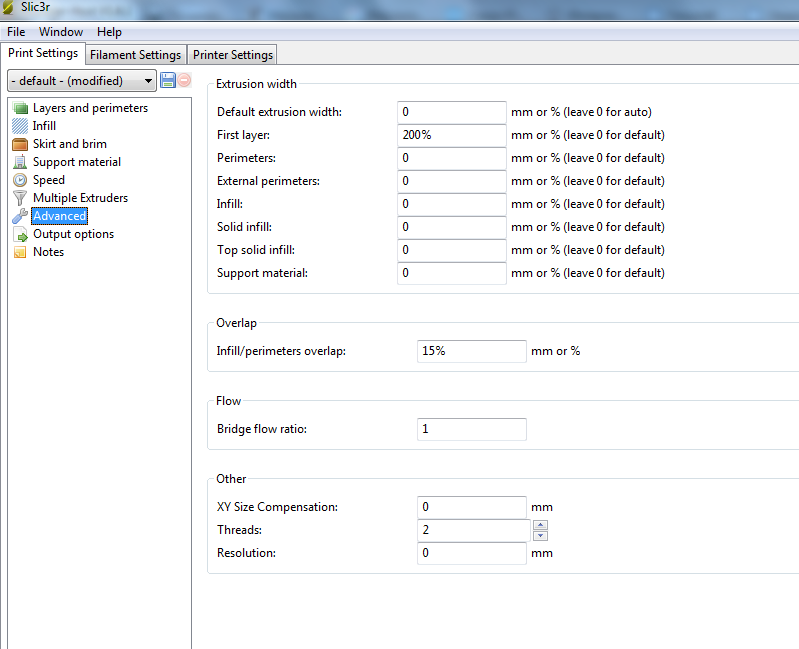 Slic3r
File Window Help
Print Settings Filament Settings Printer Settings
- default - (modified)
Layers and perimeters
Infill
Skirt and brim
Support material
Speed
Multiple Extruders
Advanced
Output options
Notes
Extrusion width
Default extrusion width: 0 mm or % (leave 0 for auto)
First layer: 200% mm or % (leave 0 for default)
Perimeters: 0 mm or % (leave 0 for default)
External perimeters: 0 mm or % (leave 0 for default)
Infill: 0 mm or % (leave 0 for default)
Solid infill: 0 mm or % (leave 0 for default)
Top solid infill: 0 mm or % (leave 0 for default)
Support material: 0 mm or % (leave 0 for default)
Overlap
Infill/perimeters overlap: 15% mm or %
Flow
Bridge flow ratio: 1
Other
XY Size Compensation: 0 mm
Threads: 2
Resolution: 0 mm